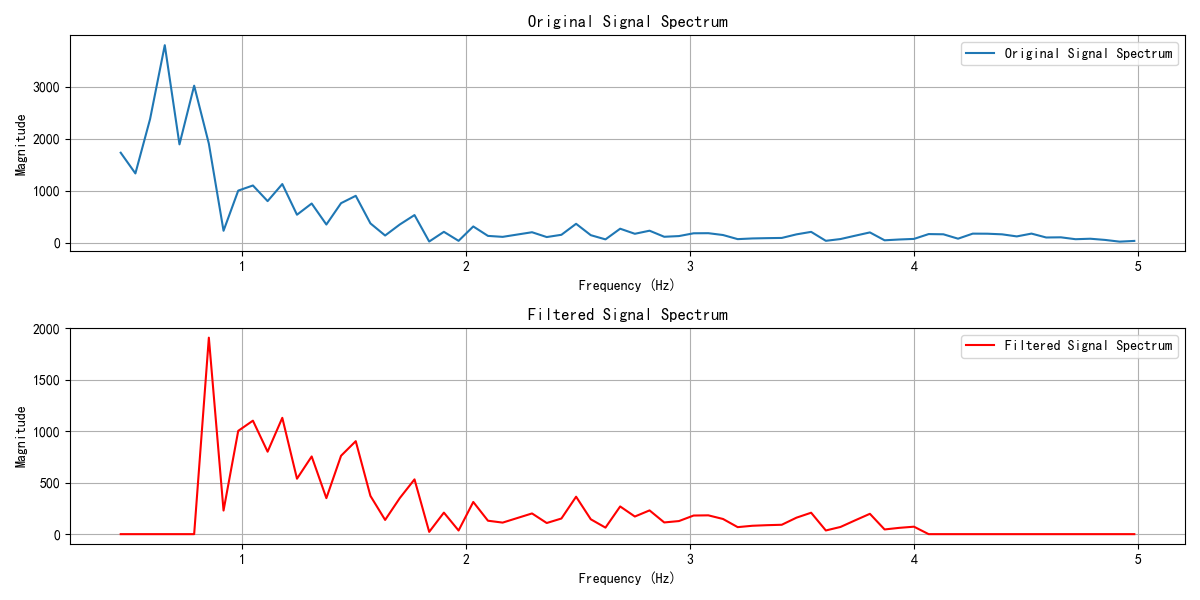 Original Signal Spectrum
Original Signal Spectrum
Magnitude
3000
2000
1000
0
1 2 3 4 5
Frequency (Hz)
Filtered Signal Spectrum
Filtered Signal Spectrum
Magnitude
2000
1500
1000
500
0
1 2 3 4 5
Frequency (Hz)